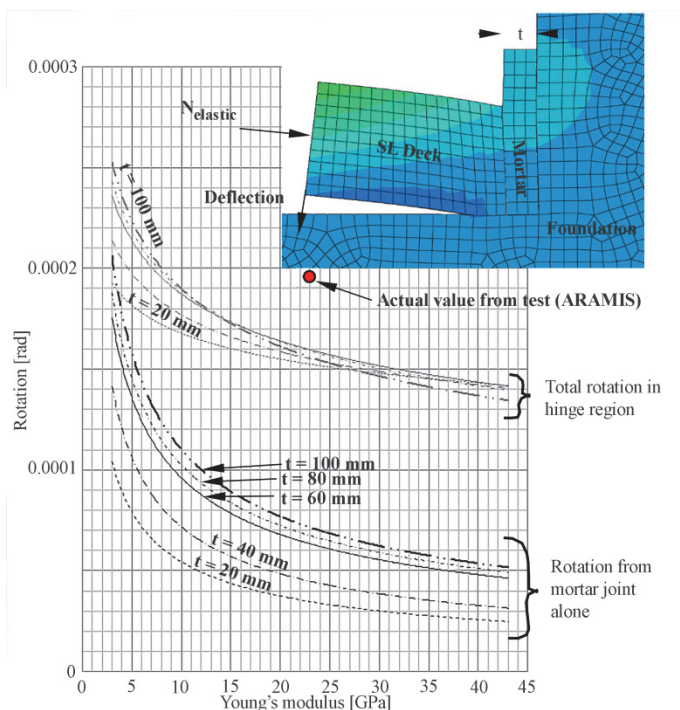 t
0.0003
N elastic
SL Deck
Mortar
t = 100 mm
Deflection
Foundation
0.0002
Actual value from test (ARAMIS)
t = 20 mm
Rotation [rad]
Total rotation in
hinge region
0.0001
t = 100 mm
t = 80 mm
t = 60 mm
t = 40 mm
t = 20 mm
Rotation from
mortar joint
alone
0
0 5 10 15 20 25 30 35 40 45
Young's modulus [GPa]